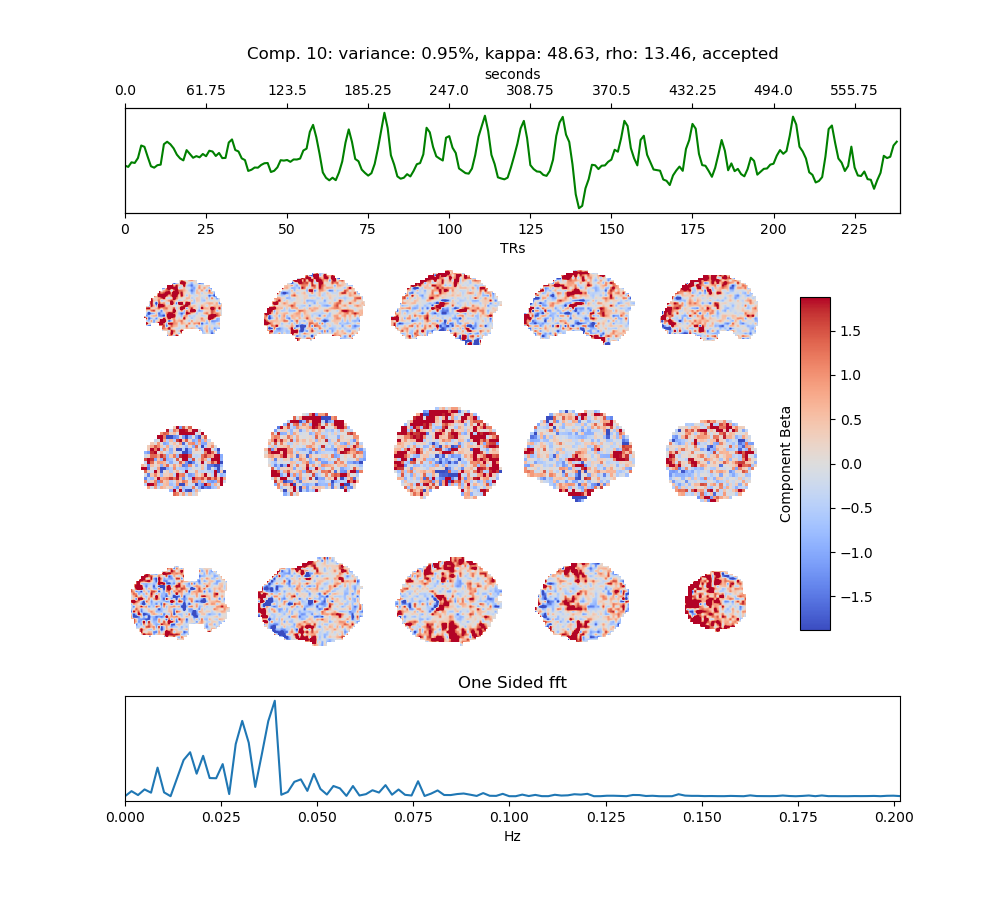 Comp. 10: variance: 0.95%, kappa: 48.63, rho: 13.46, accepted
seconds
0.0 61.75 123.5 185.25 247.0 308.75 370.5 432.25 494.0 555.75
0 25 50 75 100 125 150 175 200 225
TRs
1.5
1.0
0.5
0.0
−0.5
−1.0
−1.5
Component Beta
One Sided fft
0.000 0.025 0.050 0.075 0.100 0.125 0.150 0.175 0.200
Hz